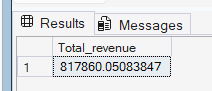 Results Messages
Total_revenue
1 817860.05083847